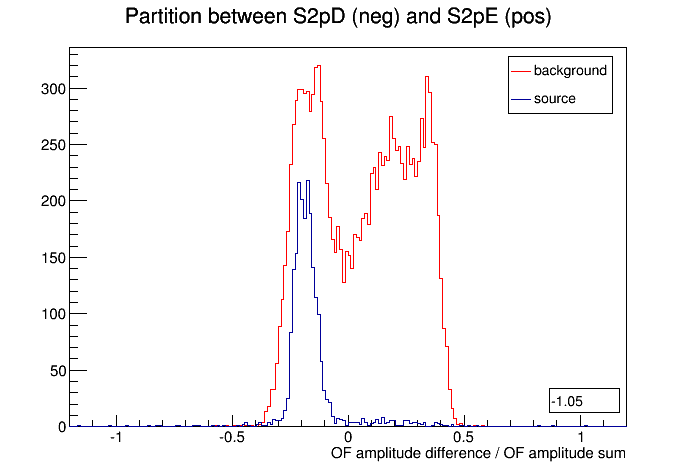 Partition between S2pD (neg) and S2pE (pos)
background
source
300
250
200
150
100
50
0
-1.05
-1 -0.5 0 0.5 1
OF amplitude difference / OF amplitude sum